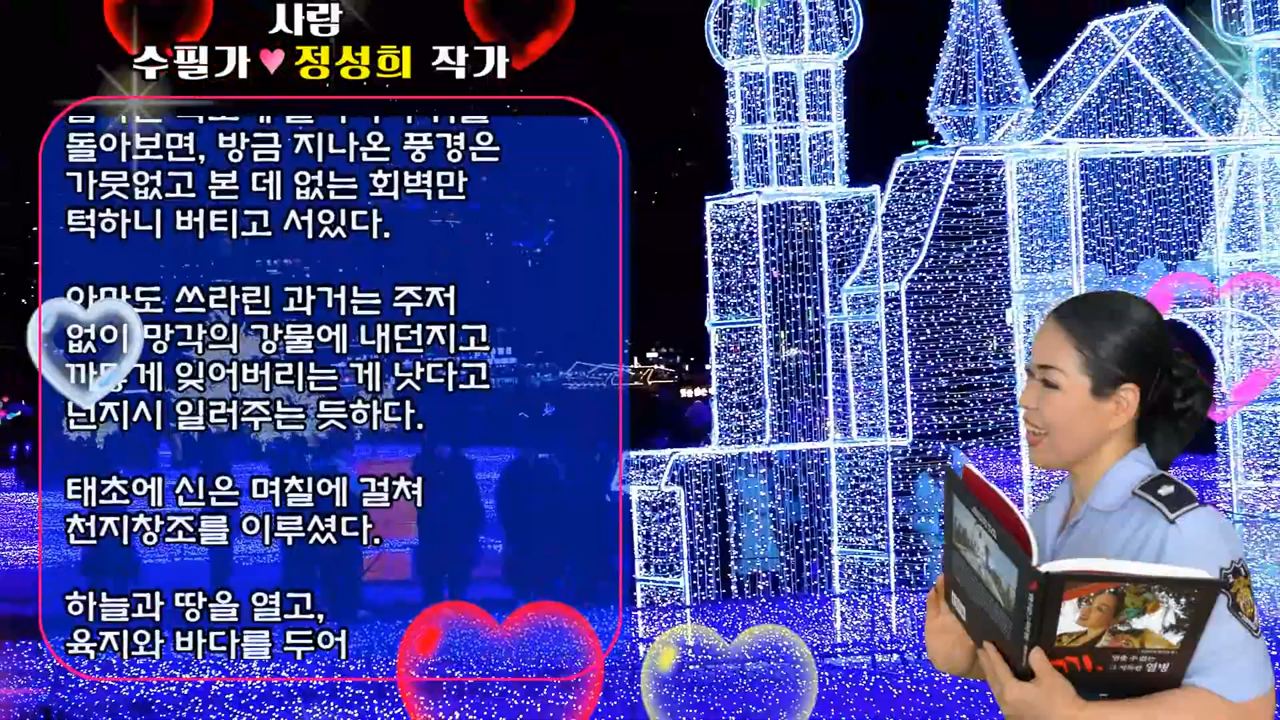 사랑
수필가♥정성희 작가
돌아보면, 방금 지나온 풍경은
가뭇없고 본 데 없는 회벽만
턱하니 버티고 서있다.
아마도 쓰라린 과거는 주저
없이 망각의 강물에 내던지고
까맣게 잊어버리는 게 낫다고
넌지시 일러주는 듯하다.
태초에 신은 며칠에 걸쳐
천지창조를 이루셨다.
하늘과 땅을 열고,
육지와 바다를 두어